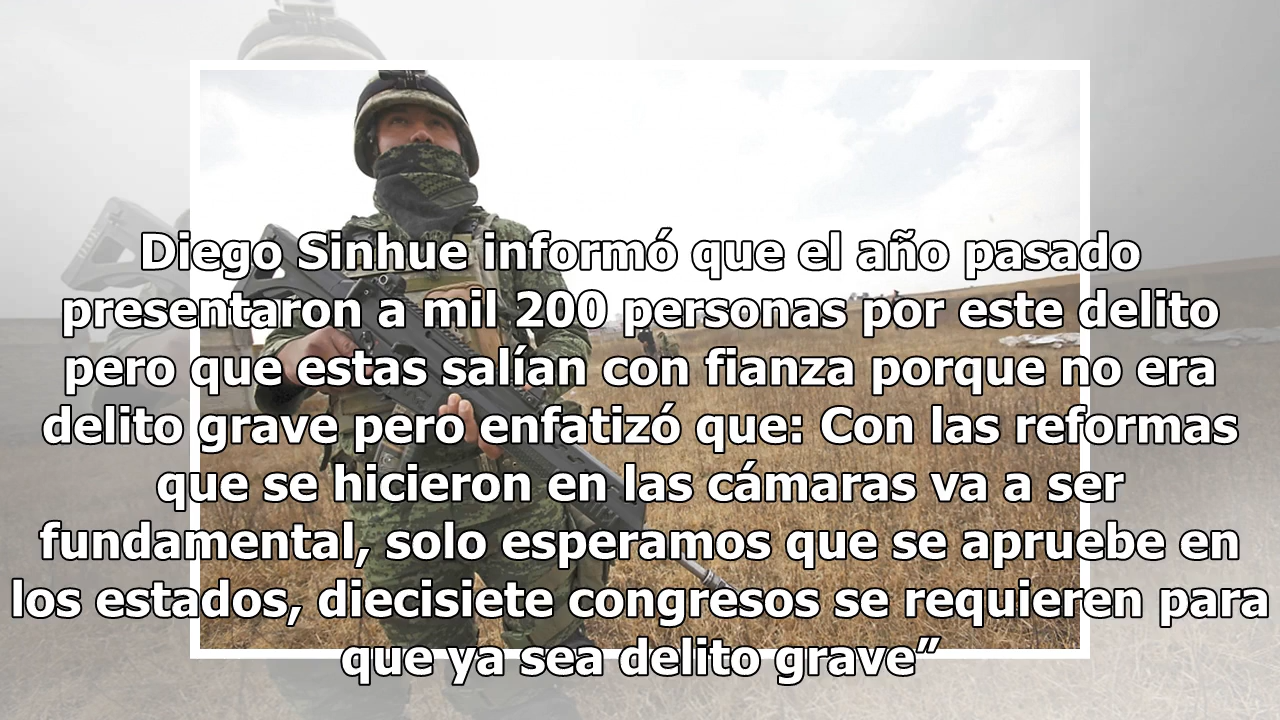 Diego Sinhue informó que el año pasado
presentaron a mil 200 personas por este delito
pero que estas salían con fianza porque no era
delito grave pero enfatizó que: Con las reformas
que se hicieron en las cámaras va a ser
fundamental, solo esperamos que se apruebe en
los estados, diecisiete congresos se requieren para
que ya sea delito grave”